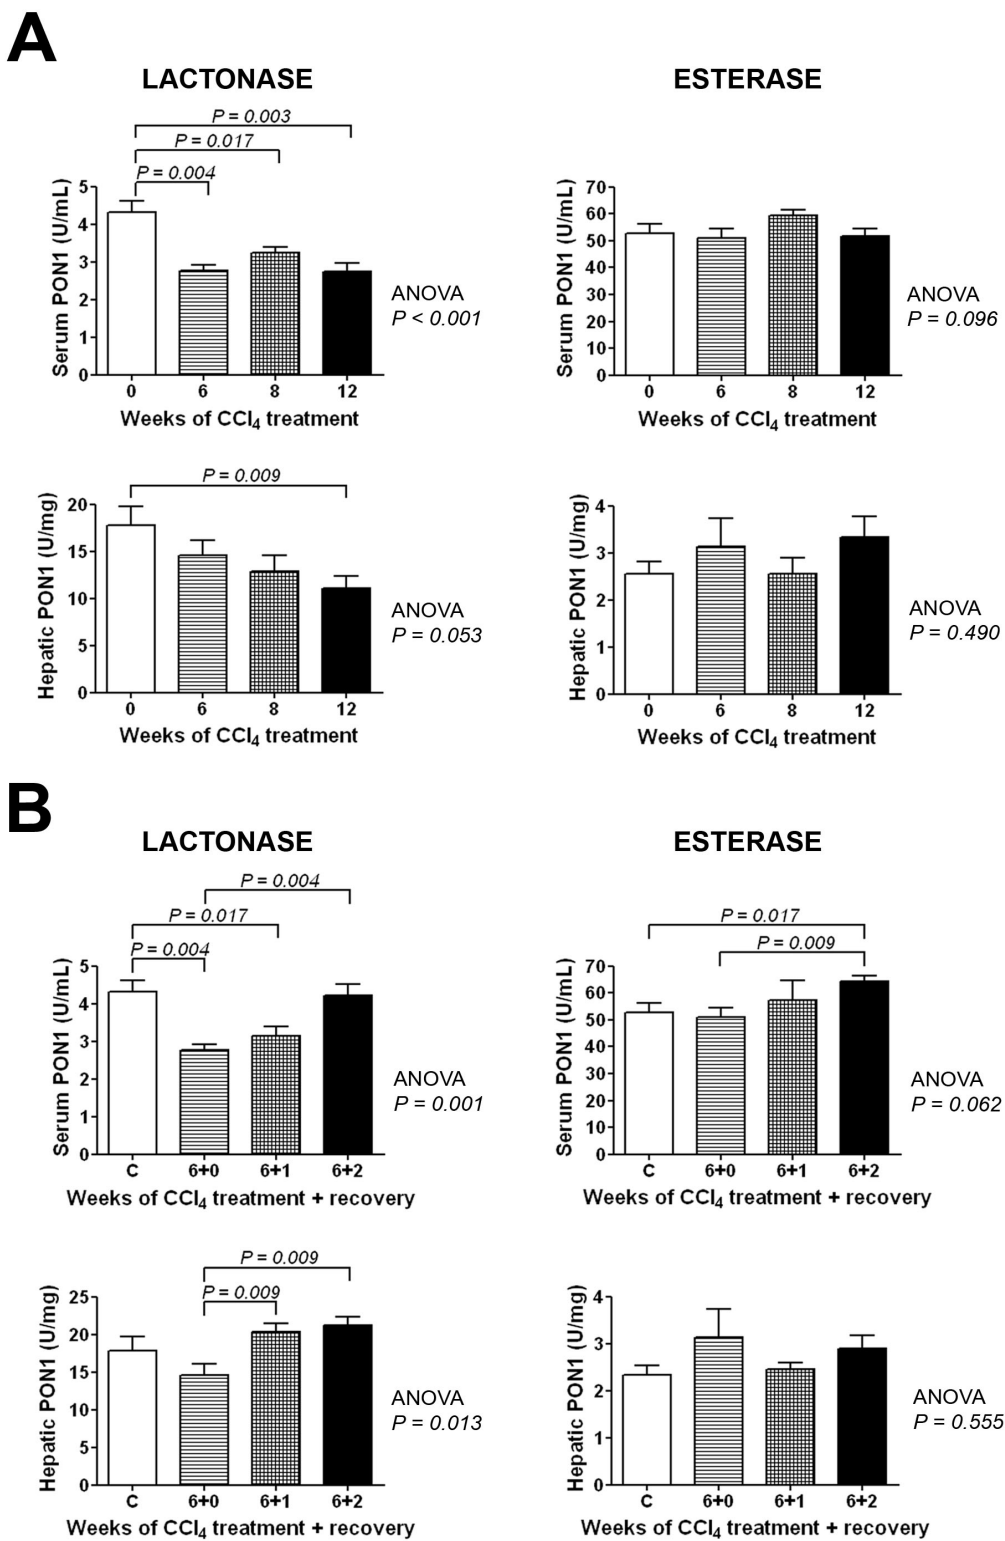 A
LACTONASE
ESTERASE
P = 0.003
P = 0.017
P = 0.004
Serum PON1 (U/mL)
5
4
3
2
1
0
0 6 8 12
Weeks of CCl4 treatment
ANOVA
P < 0.001
Serum PON1 (U/mL)
70
60
50
40
30
20
10
0
0 6 8 12
Weeks of CCl4 treatment
ANOVA
P = 0.096
P = 0.009
Hepatic PON1 (U/mg)
20
15
10
5
0
0 6 8 12
Weeks of CCl4 treatment
ANOVA
P = 0.053
Hepatic PON1 (U/mg)
4
3
2
1
0
0 6 8 12
Weeks of CCl4 treatment
ANOVA
P = 0.490
B
LACTONASE
ESTERASE
P = 0.004
P = 0.017
P = 0.004
Serum PON1 (U/mL)
5
4
3
2
1
0
C 6+0 6+1 6+2
Weeks of CCl4 treatment + recovery
ANOVA
P = 0.001
P = 0.017
P = 0.009
Serum PON1 (U/mL)
70
60
50
40
30
20
10
0
C 6+0 6+1 6+2
Weeks of CCl4 treatment + recovery
ANOVA
P = 0.062
P = 0.009
P = 0.009
Hepatic PON1 (U/mg)
25
20
15
10
5
0
C 6+0 6+1 6+2
Weeks of CCl4 treatment + recovery
ANOVA
P = 0.013
Hepatic PON1 (U/mg)
4
3
2
1
0
C 6+0 6+1 6+2
Weeks of CCl4 treatment + recovery
ANOVA
P = 0.555